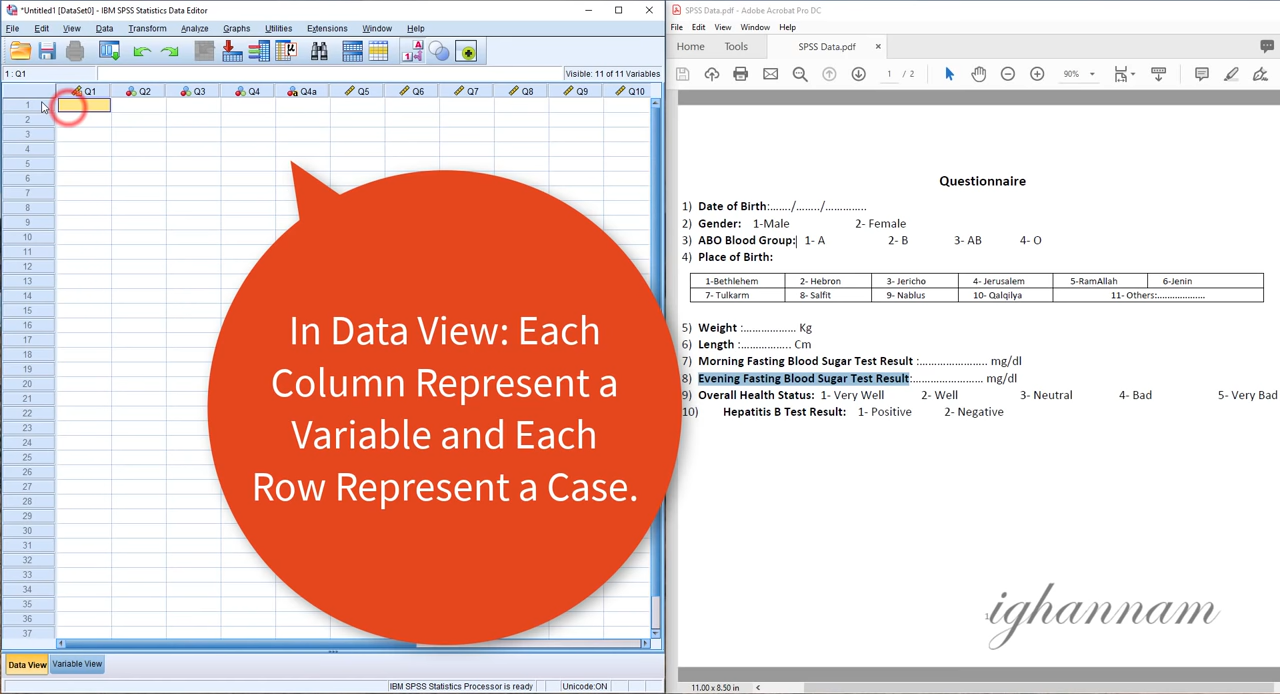 *Untitled1 [DataSet0] - IBM SPSS Statistics Data Editor
File Edit View Data Transform Analyze Graphs Utilities Extensions Window Help
1 : Q1
Visible: 11 of 11 Variables
Q1 Q2 Q3 Q4 Q4a Q5 Q6 Q7 Q8 Q9 Q10
1
2
3
4
5
6
7
8
9
10
11
12
13
14
15
16
17
18
19
20
21
22
23
24
25
26
27
28
29
30
31
32
33
34
35
36
37
In Data View: Each
Column Represent a
Variable and Each
Row Represent a Case.
Data View Variable View
IBM SPSS Statistics Processor is ready Unicode:ON
SPSS Data.pdf - Adobe Acrobat Pro DC
File Edit View Window Help
Home Tools SPSS Data.pdf ×
1 / 2 90%
Questionnaire
1) Date of Birth:....../......../.............
2) Gender: 1-Male 2- Female
3) ABO Blood Group: 1- A 2- B 3- AB 4- O
4) Place of Birth:
1-Bethlehem 2- Hebron 3- Jericho 4- Jerusalem 5-RamAllah 6-Jenin
7- Tulkarm 8- Salfit 9- Nablus 10- Qalqilya 11- Others:...................
5) Weight :................. Kg
6) Length :................ Cm
7) Morning Fasting Blood Sugar Test Result :...................... mg/dl
8) Evening Fasting Blood Sugar Test Result:....................... mg/dl
9) Overall Health Status: 1- Very Well 2- Well 3- Neutral 4- Bad 5- Very Bad
10) Hepatitis B Test Result: 1- Positive 2- Negative
1
ighannam
11.00 x 8.50 in